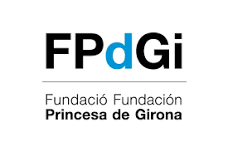 FPdGi
Fundació Fundación
Princesa de Girona